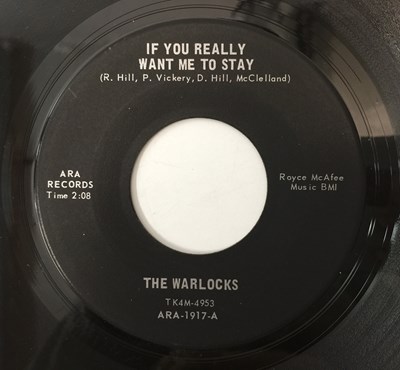 IF YOU REALLY
WANT ME TO STAY
(R. Hill, P. Vickery, D. Hill, McClelland)
ARA
RECORDS
Time 2:08
Royce McAfee
Music BMI
THE WARLOCKS
TK4M-4953
ARA-1917-A